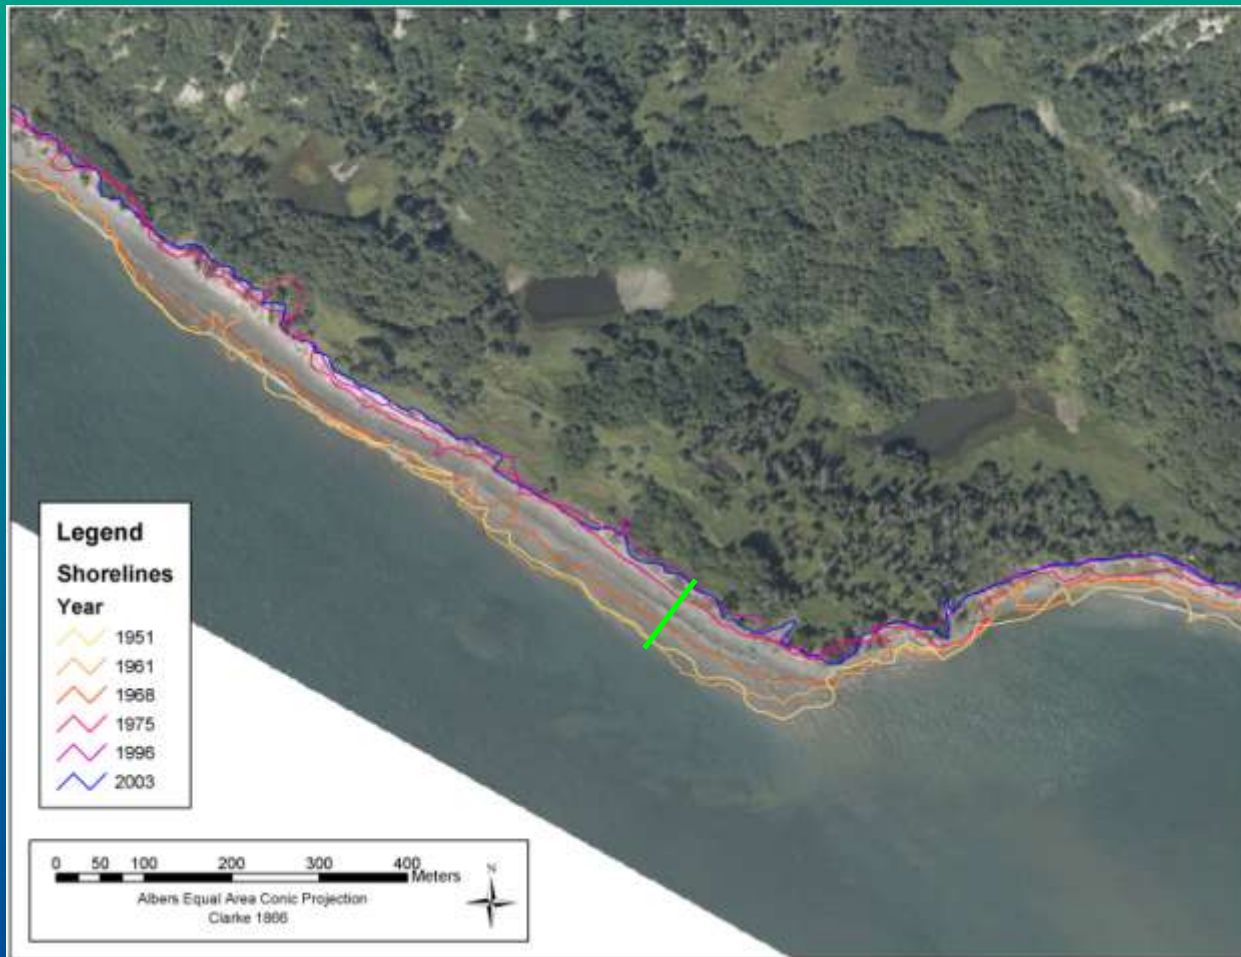 Legend
Shorelines
Year
1951
1961
1968
1975
1996
2003
0 50 100 200 300 400
Meters
N
Albers Equal Area Conic Projection
Clarke 1866